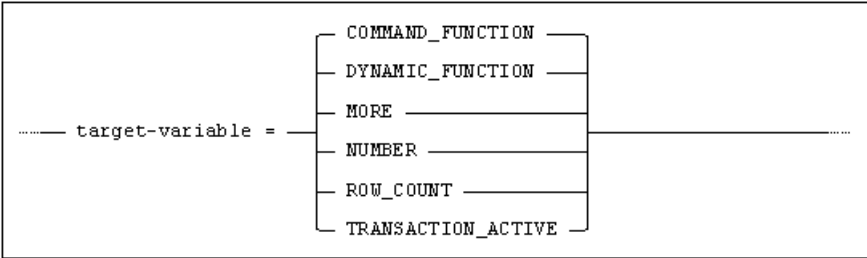 COMMAND_FUNCTION
DYNAMIC_FUNCTION
MORE
target-variable =
NUMBER
ROW_COUNT
TRANSACTION_ACTIVE